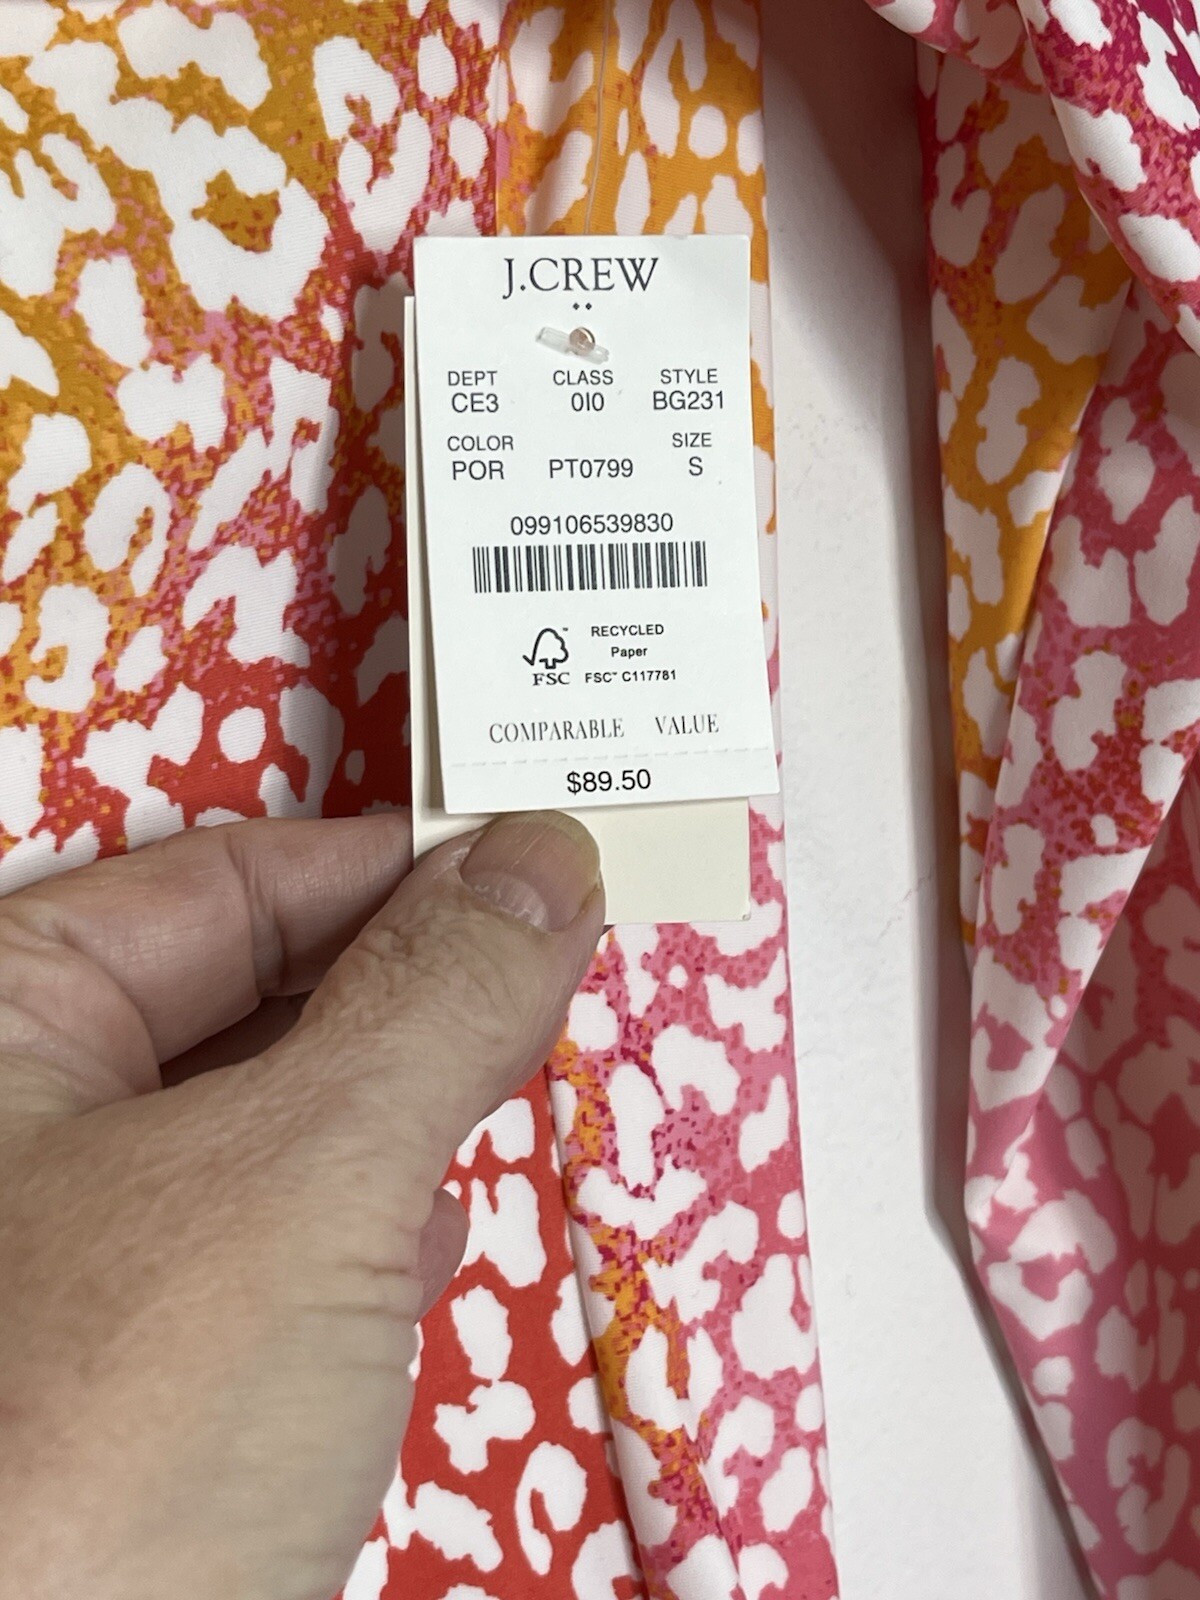 J.CREW
DEPT CLASS STYLE
CE3 0I0 BG231
COLOR SIZE
POR PT0799 S
099106539830
RECYCLED
Paper
FSC™ C117781
FSC
COMPARABLE VALUE
$89.50